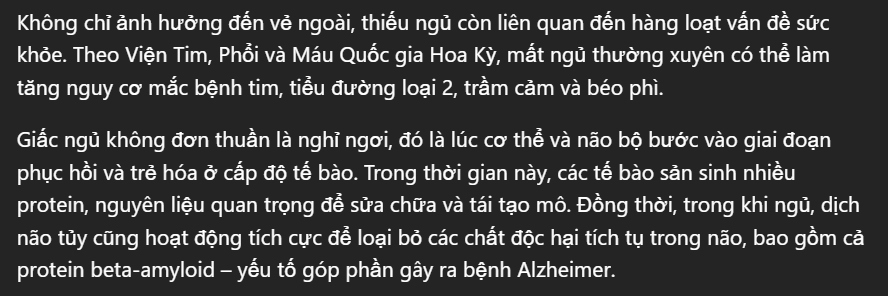 Không chỉ ảnh hưởng đến vẻ ngoài, thiếu ngủ còn liên quan đến hàng loạt vấn đề sức
khỏe. Theo Viện Tim, Phổi và Máu Quốc gia Hoa Kỳ, mất ngủ thường xuyên có thể làm
tăng nguy cơ mắc bệnh tim, tiểu đường loại 2, trầm cảm và béo phì.
Giấc ngủ không đơn thuần là nghỉ ngơi, đó là lúc cơ thể và não bộ bước vào giai đoạn
phục hồi và trẻ hóa ở cấp độ tế bào. Trong thời gian này, các tế bào sản sinh nhiều
protein, nguyên liệu quan trọng để sửa chữa và tái tạo mô. Đồng thời, trong khi ngủ, dịch
não tủy cũng hoạt động tích cực để loại bỏ các chất độc hại tích tụ trong não, bao gồm cả
protein beta-amyloid – yếu tố góp phần gây ra bệnh Alzheimer.